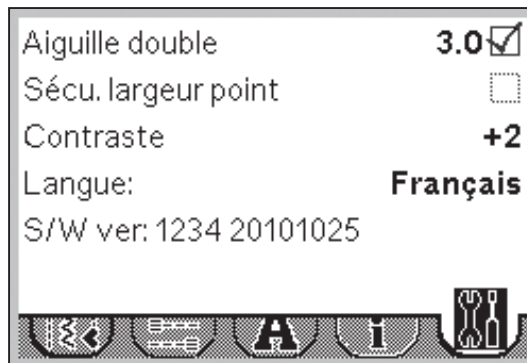 Aiguille double 3.0
Sécu. largeur point
Contraste +2
Langue: Français
S/W ver: 1234 20101025
A i